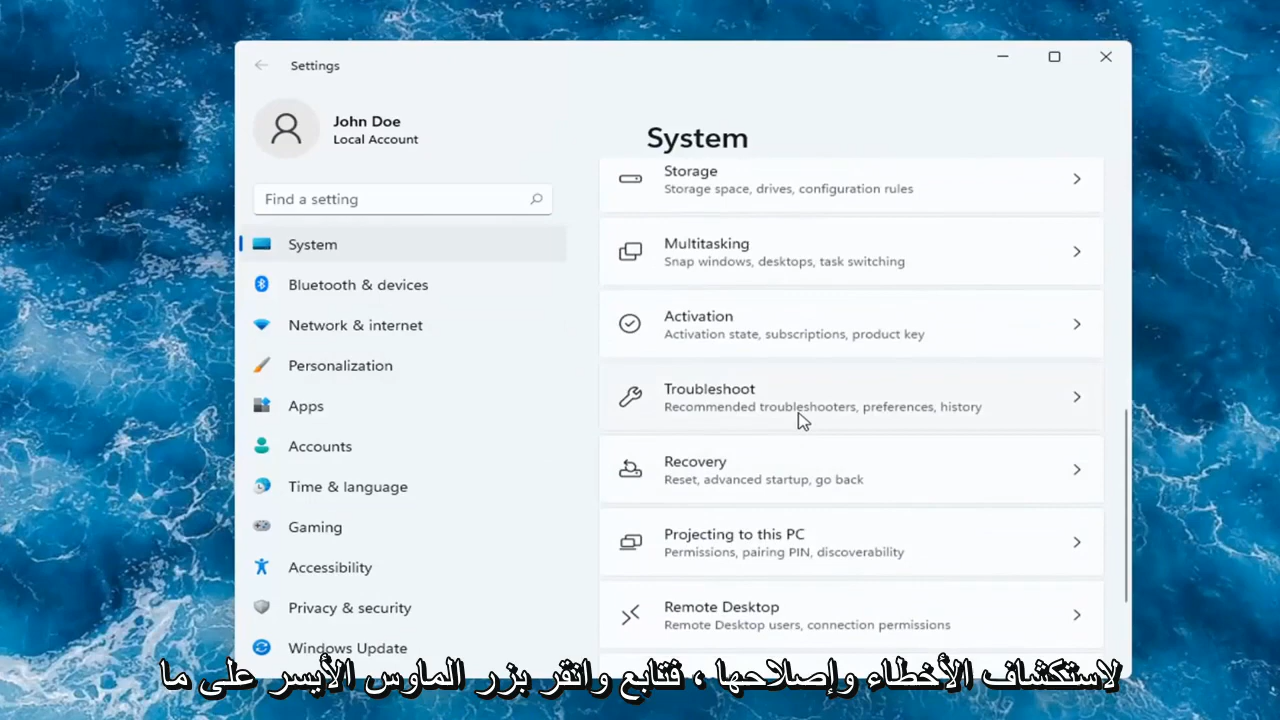 Settings
John Doe
Local Account
Find a setting
System
Bluetooth & devices
Network & internet
Personalization
Apps
Accounts
Time & language
Gaming
Accessibility
Privacy & security
Windows Update
System
Storage
Storage space, drives, configuration rules
Multitasking
Snap windows, desktops, task switching
Activation
Activation state, subscriptions, product key
Troubleshoot
Recommended troubleshooters, preferences, history
Recovery
Reset, advanced startup, go back
Projecting to this PC
Permissions, pairing PIN, discoverability
Remote Desktop
Remote Desktop users, connection permissions
لاستكشاف الأخطاء وإصلاحها ، فتابع وانقر بزر الماوس الأيسر على ما